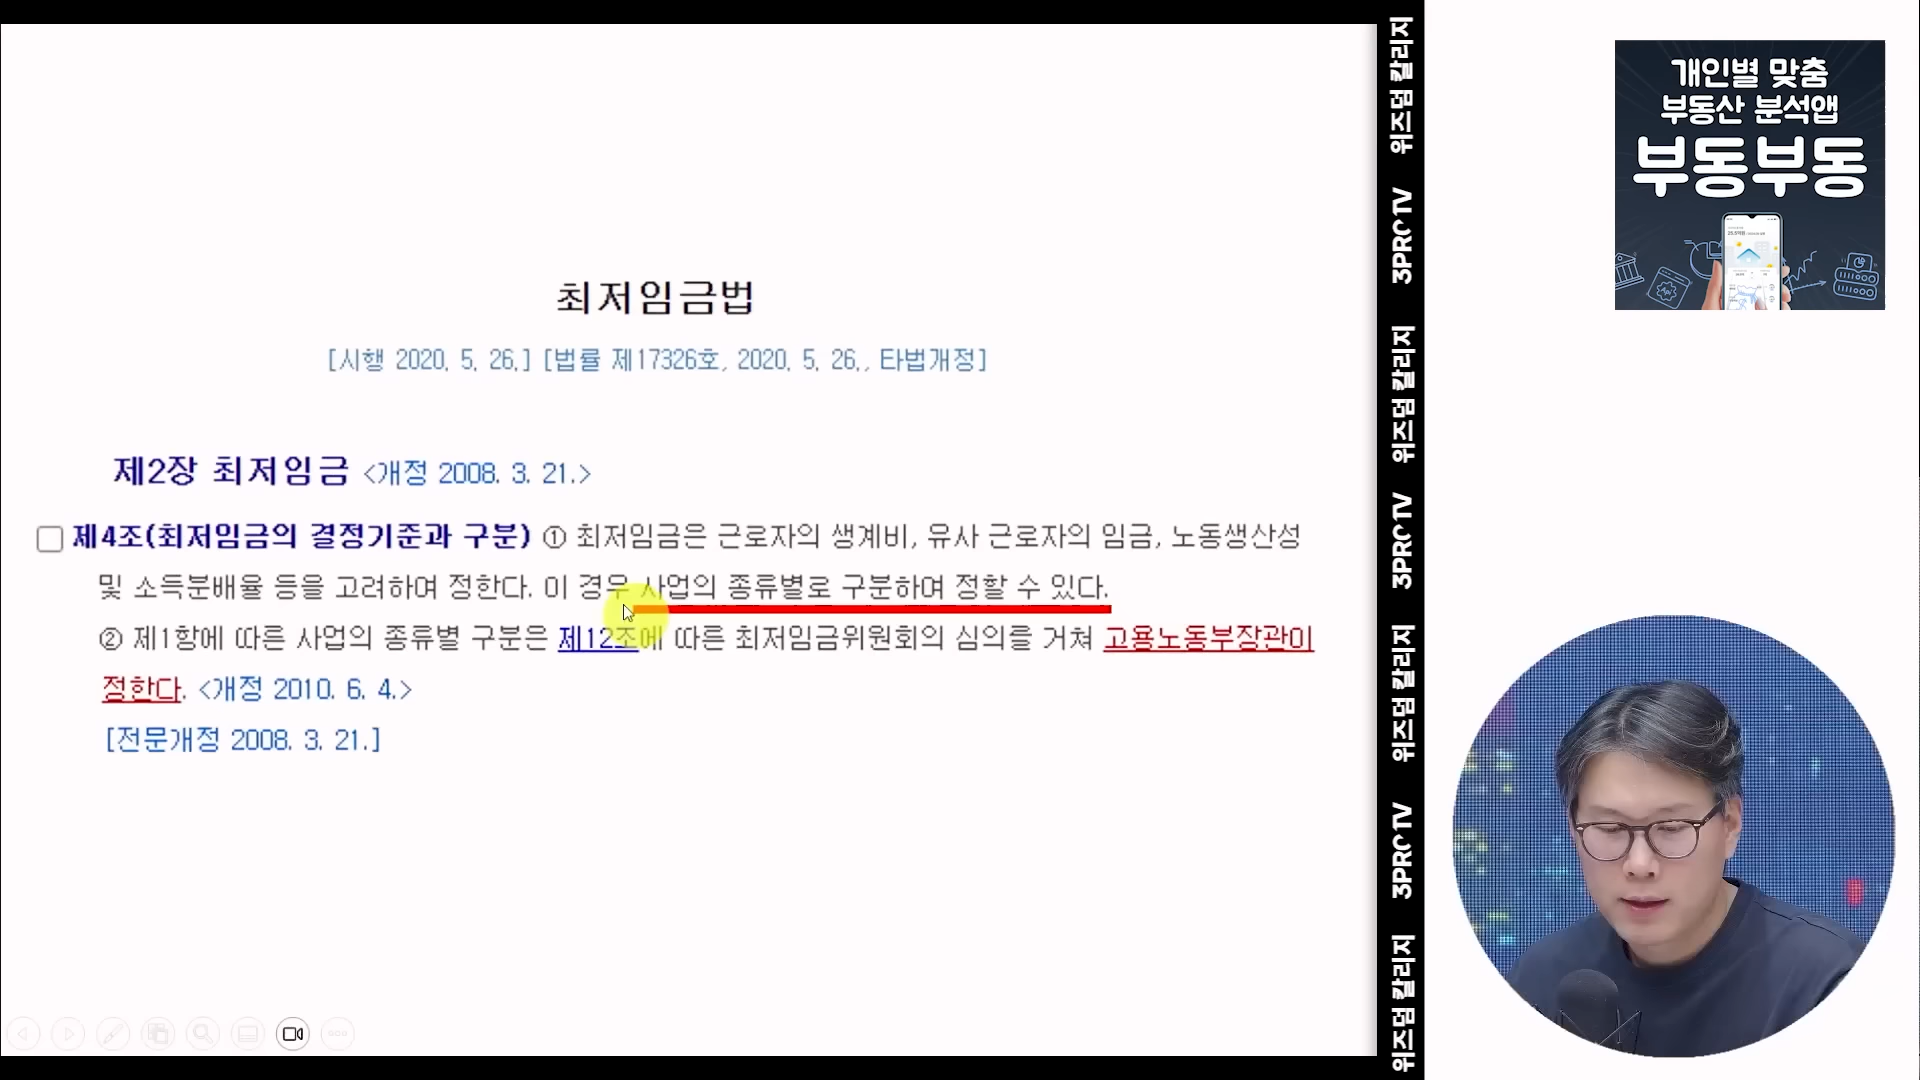 최저임금법
[시행 2020. 5. 26.] [법률 제17326호, 2020. 5. 26., 타법개정]
제2장 최저임금 <개정 2008. 3. 21.>
제4조(최저임금의 결정기준과 구분) ① 최저임금은 근로자의 생계비, 유사 근로자의 임금, 노동생산성
및 소득분배율 등을 고려하여 정한다. 이 경우 사업의 종류별로 구분하여 정할 수 있다.
② 제1항에 따른 사업의 종류별 구분은 제12조에 따른 최저임금위원회의 심의를 거쳐 고용노동부장관이
정한다. <개정 2010. 6. 4.>
[전문개정 2008. 3. 21.]
위즈덤 칼리지
3PROTV
위즈덤 칼리지
3PROTV
위즈덤 칼리지
3PROTV
위즈덤 칼리지
개인별 맞춤
부동산 분석앱
부동부동